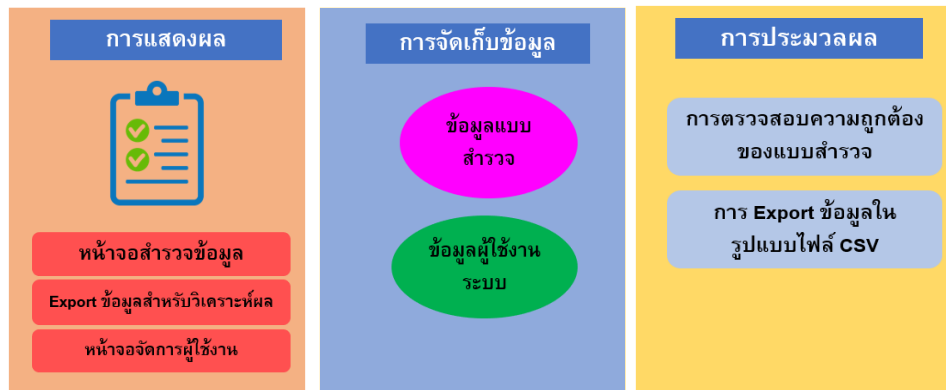 การแสดงผล
หน้าจอสำรวจข้อมูล
Export ข้อมูลสำหรับวิเคราะห์ผล
หน้าจอจัดการผู้ใช้งาน
การจัดเก็บข้อมูล
ข้อมูลแบบ
สำรวจ
ข้อมูลผู้ใช้งาน
ระบบ
การประมวลผล
การตรวจสอบความถูกต้อง
ของแบบสำรวจ
การ Export ข้อมูลใน
รูปแบบไฟล์ CSV